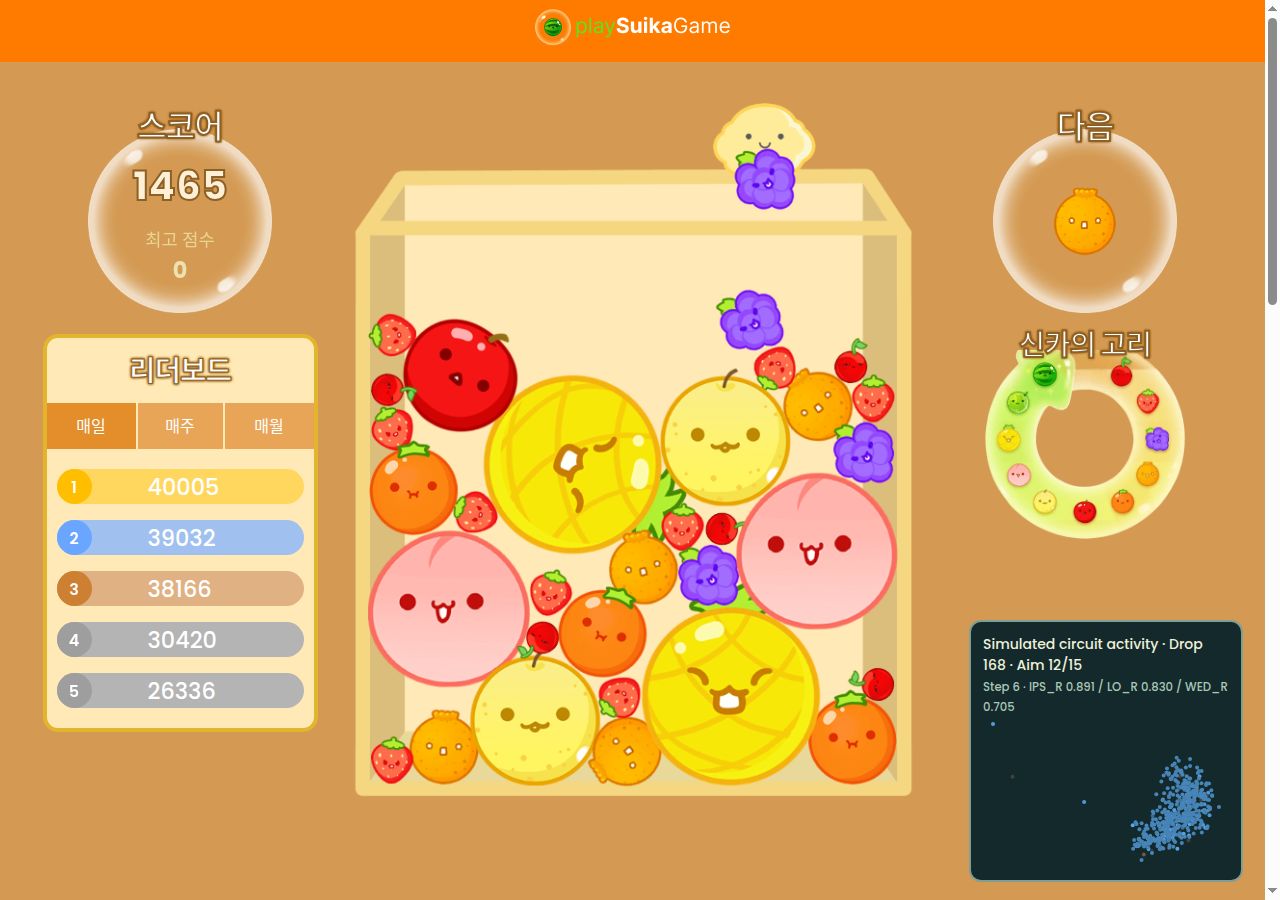 playSuikaGame
스코어
1465
최고 점수
0
리더보드
매일
매주
매월
1 40005
2 39032
3 38166
4 30420
5 26336
다음
신카의 고리
Simulated circuit activity · Drop
168 · Aim 12/15
Step 6 · IPS_R 0.891 / LO_R 0.830 / WED_R
0.705